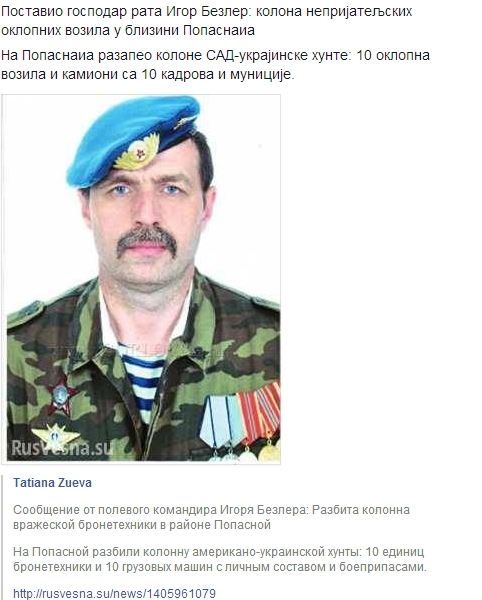 Поставио господар рата Игор Безлер: колона непријатељских
оклопних возила у близини Попаснаиа
На Попаснаиа разапео колоне САД-украјинске хунте: 10 оклопна
возила и камиони са 10 кадрова и муниције.
RusVesna.su
Tatiana Zueva
Сообщение от полевого командира Игоря Безлера: Разбита колонна
вражеской бронетехники в районе Попасной
На Попасной разбили колонну американо-украинской хунты: 10 единиц
бронетехники и 10 грузовых машин с личным составом и боеприпасами.
http://rusvesna.su/news/1405961079